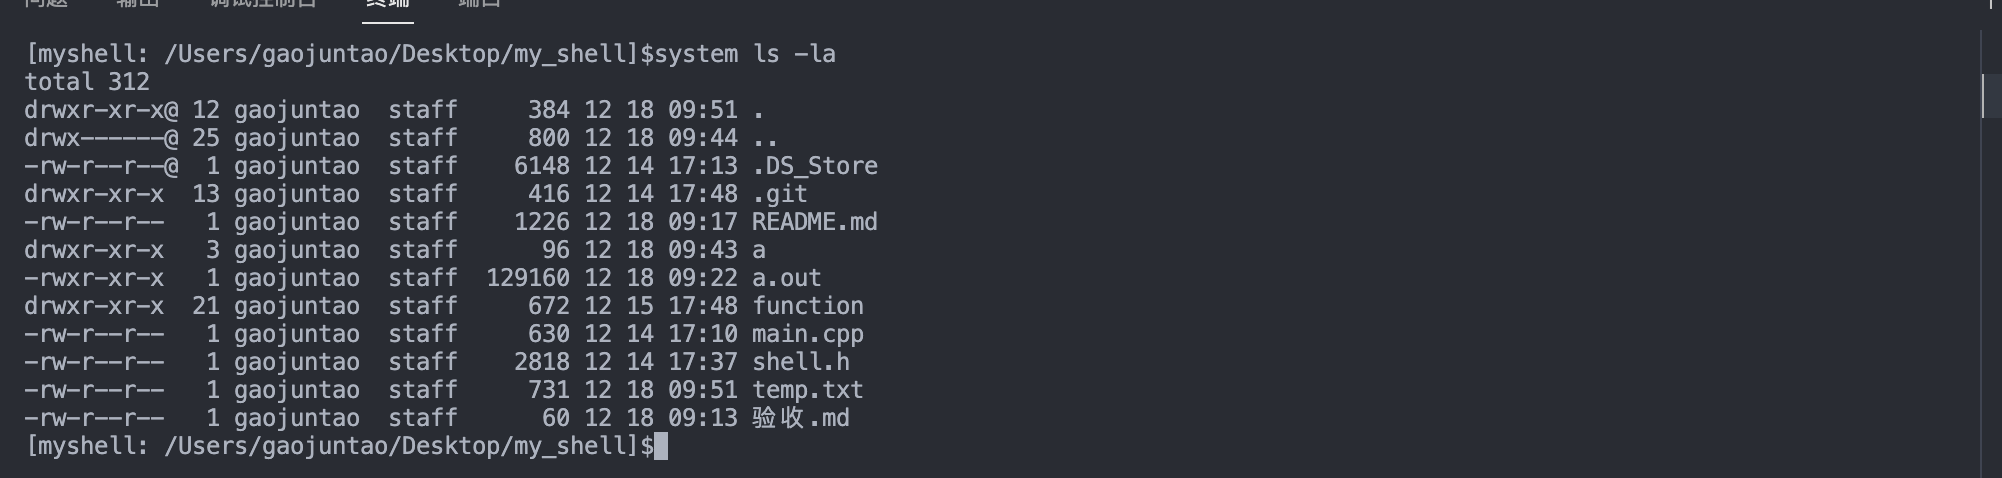 问题 输出 调试控制台 终端 端口
[myshell: /Users/gaojuntao/Desktop/my_shell]$system ls -la
total 312
drwxr-xr-x@ 12 gaojuntao  staff     384 12 18 09:51 .
drwx------@ 25 gaojuntao  staff     800 12 18 09:44 ..
-rw-r--r--@  1 gaojuntao  staff    6148 12 14 17:13 .DS_Store
drwxr-xr-x  13 gaojuntao  staff     416 12 14 17:48 .git
-rw-r--r--   1 gaojuntao  staff    1226 12 18 09:17 README.md
drwxr-xr-x   3 gaojuntao  staff      96 12 18 09:43 a
-rwxr-xr-x   1 gaojuntao  staff  129160 12 18 09:22 a.out
drwxr-xr-x  21 gaojuntao  staff     672 12 15 17:48 function
-rw-r--r--   1 gaojuntao  staff     630 12 14 17:10 main.cpp
-rw-r--r--   1 gaojuntao  staff    2818 12 14 17:37 shell.h
-rw-r--r--   1 gaojuntao  staff     731 12 18 09:51 temp.txt
-rw-r--r--   1 gaojuntao  staff      60 12 18 09:13 验收.md
[myshell: /Users/gaojuntao/Desktop/my_shell]$